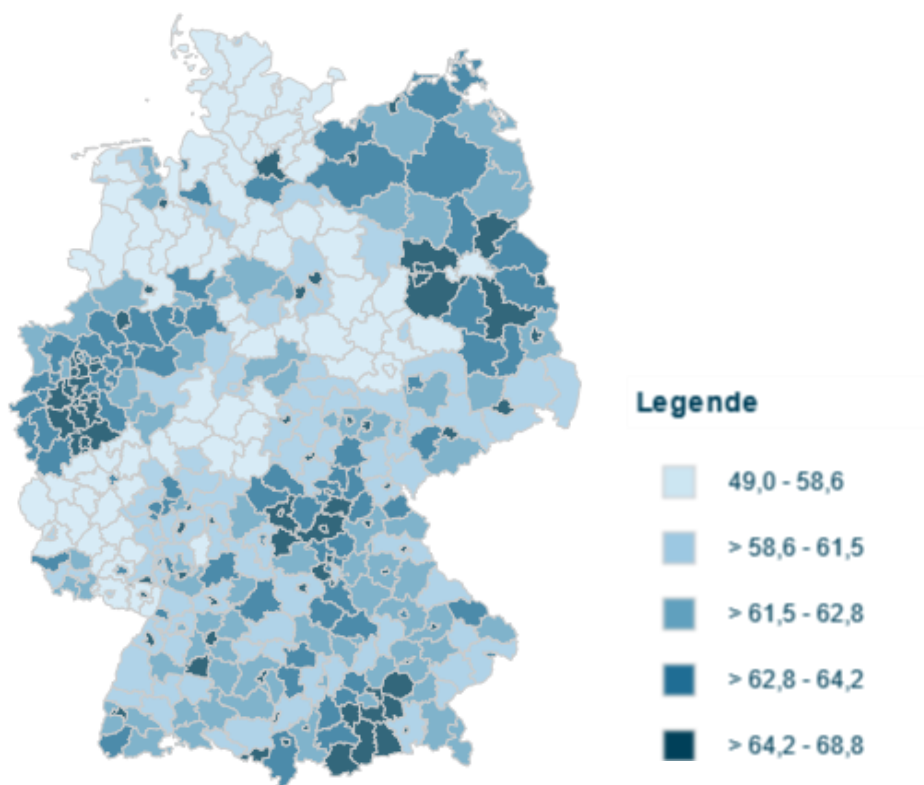 Legende
49,0 - 58,6
> 58,6 - 61,5
> 61,5 - 62,8
> 62,8 - 64,2
> 64,2 - 68,8